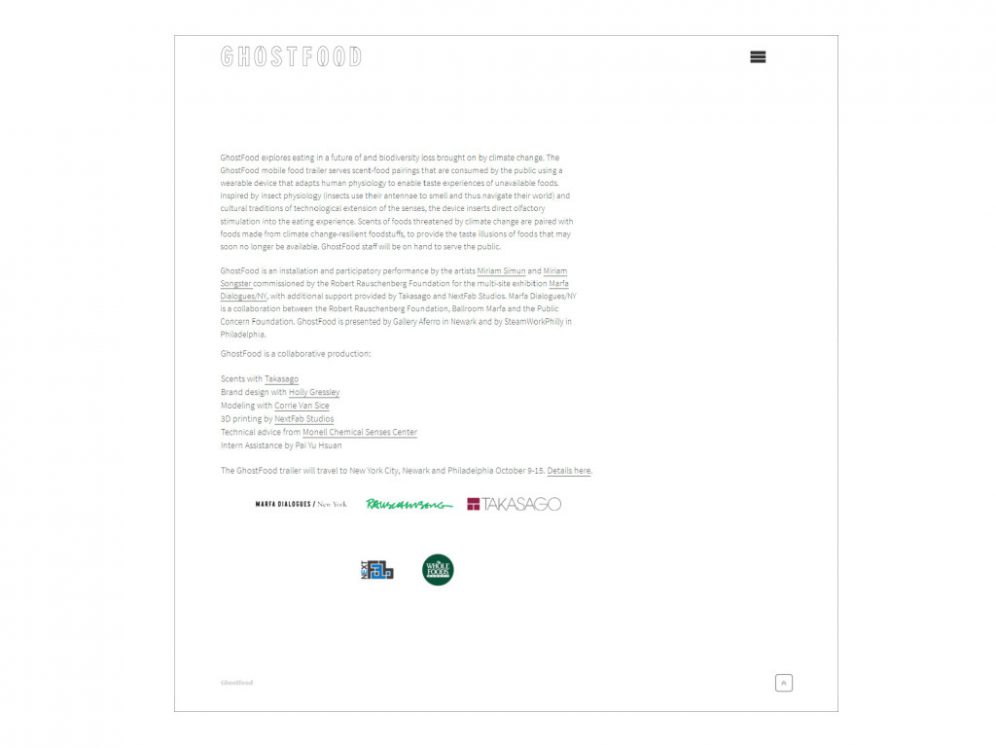 GHOSTFOOD
GhostFood explores eating in a future of and biodiversity loss brought on by climate change. The
GhostFood mobile food trailer serves scent-food pairings that are consumed by the public using a
wearable device that adapts human physiology to enable taste experiences of unavailable foods.
Inspired by insect physiology (insects use their antennae to smell and thus navigate their world) and
cultural traditions of technological extension of the senses, the device inserts direct olfactory
stimulation into the eating experience. Scents of foods threatened by climate change are paired with
foods made from climate change-resilient foodstuffs, to provide the taste illusions of foods that may
soon no longer be available. GhostFood staff will be on hand to serve the public.
GhostFood is an installation and participatory performance by the artists Miriam Simun and Miriam
Songster commissioned by the Robert Rauschenberg Foundation for the multi-site exhibition Marfa
Dialogues/NY, with additional support provided by Takasago and NextFab Studios. Marfa Dialogues/NY
is a collaboration between the Robert Rauschenberg Foundation, Ballroom Marfa and the Public
Concern Foundation. GhostFood is presented by Gallery Aferro in Newark and by SteamWorkPhilly in
Philadelphia.
GhostFood is a collaborative production:
Scents with Takasago
Brand design with Holly Gressley
Modeling with Corrie Van Sice
3D printing by NextFab Studios
Technical advice from Monell Chemical Senses Center
Intern Assistance by Pai Yu Hsuan
The GhostFood trailer will travel to New York City, Newark and Philadelphia October 9-15. Details here.
MARFA DIALOGUES / New York RAUSCHENBERG TAKASAGO
NEXT FAB WHOLE FOODS MARKET
GhostFood